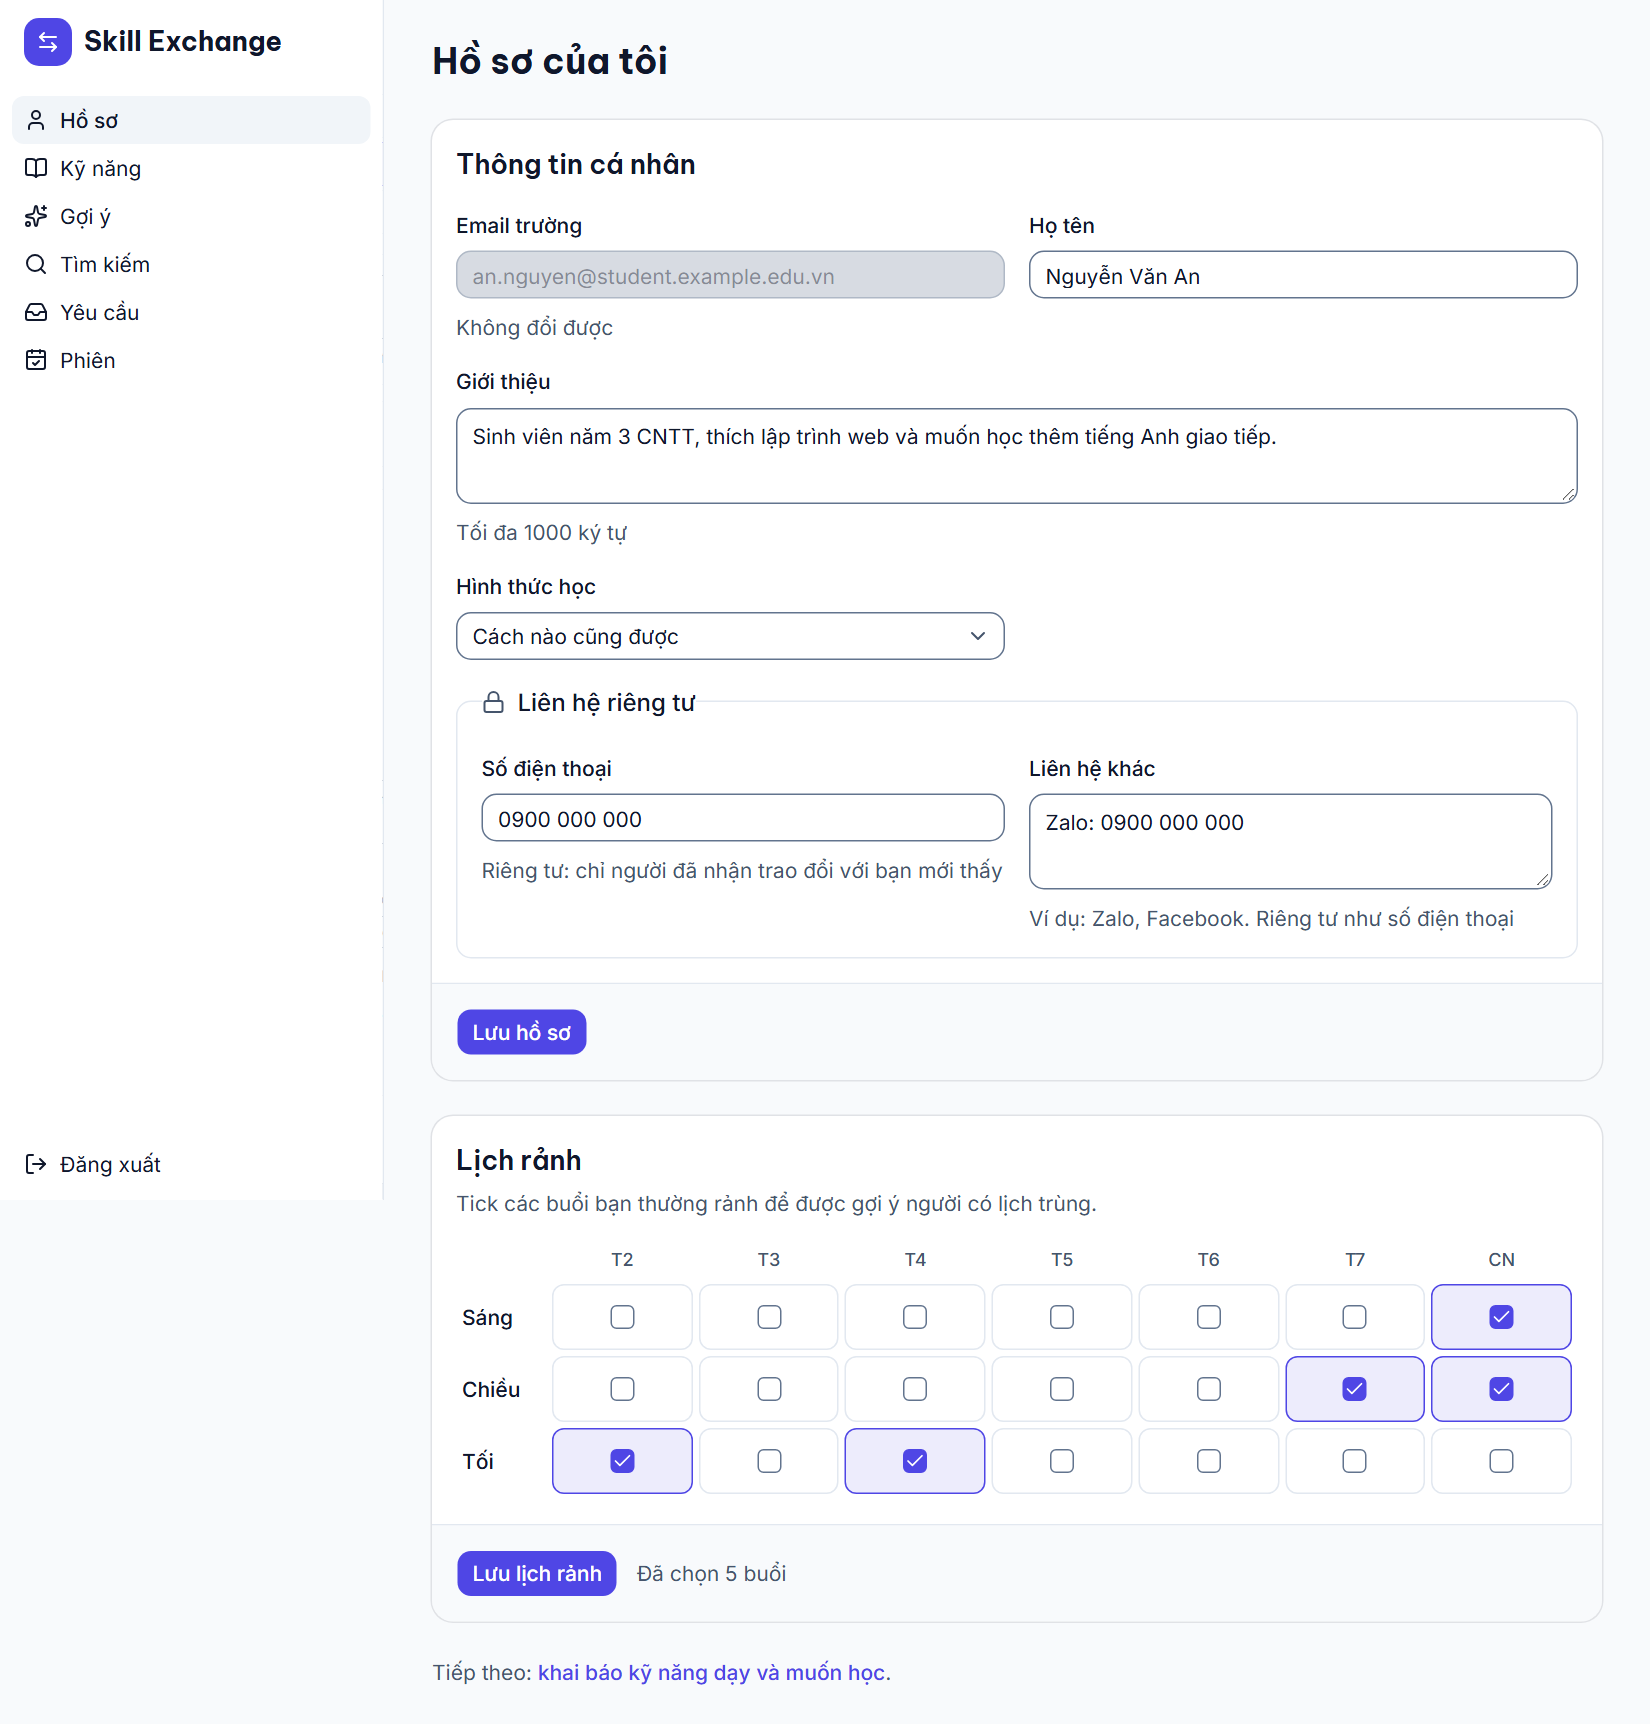 Skill Exchange
Hồ sơ
Kỹ năng
Gợi ý
Tìm kiếm
Yêu cầu
Phiên
Đăng xuất
Hồ sơ của tôi
Thông tin cá nhân
Email trường
an.nguyen@student.example.edu.vn
Không đổi được
Họ tên
Nguyễn Văn An
Giới thiệu
Sinh viên năm 3 CNTT, thích lập trình web và muốn học thêm tiếng Anh giao tiếp.
Tối đa 1000 ký tự
Hình thức học
Cách nào cũng được
Liên hệ riêng tư
Số điện thoại
0900 000 000
Riêng tư: chỉ người đã nhận trao đổi với bạn mới thấy
Liên hệ khác
Zalo: 0900 000 000
Ví dụ: Zalo, Facebook. Riêng tư như số điện thoại
Lưu hồ sơ
Lịch rảnh
Tick các buổi bạn thường rảnh để được gợi ý người có lịch trùng.
T2 T3 T4 T5 T6 T7 CN
Sáng
Chiều
Tối
Lưu lịch rảnh Đã chọn 5 buổi
Tiếp theo: khai báo kỹ năng dạy và muốn học.